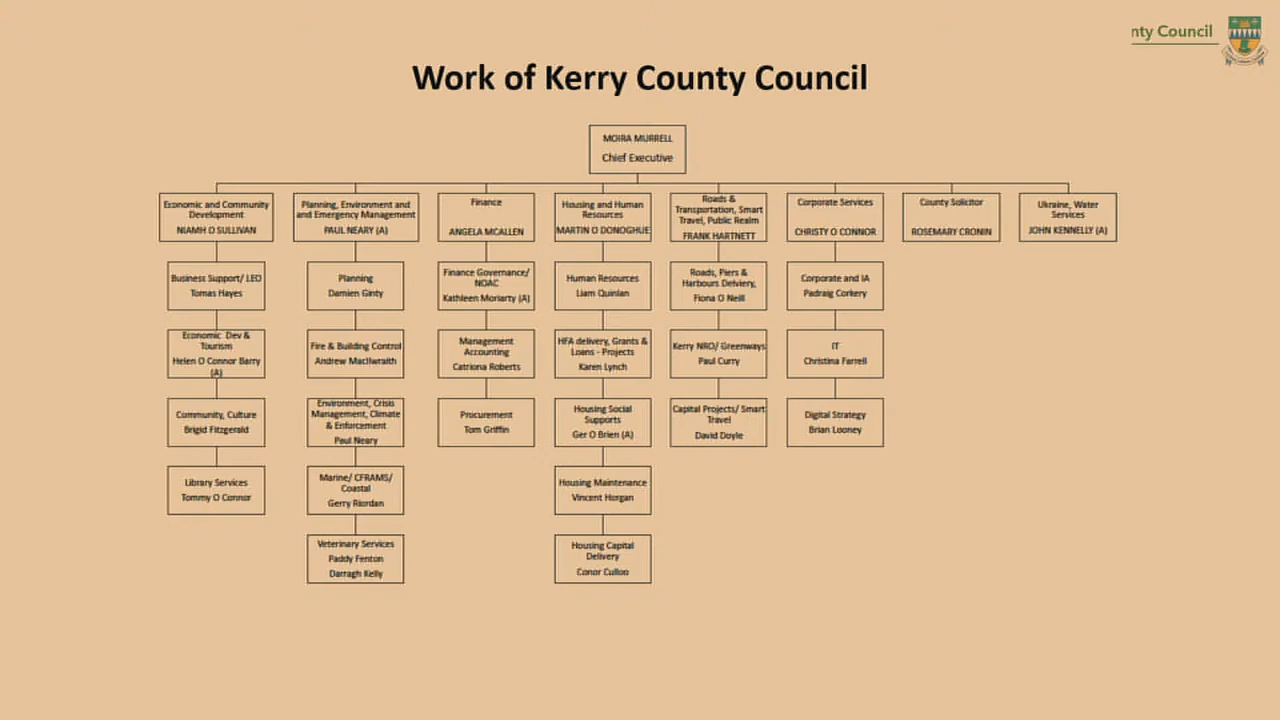 nty Council
Work of Kerry County Council
MOIRA MURRELL
Chief Executive
Economic and Community
Development
NIAMH O SULLIVAN
Business Support/ LEO
Tomas Hayes
Economic Dev &
Tourism
Helen O Connor Barry
(A)
Community, Culture
Brigid Fitzgerald
Library Services
Tommy O Connor
Planning, Environment and
and Emergency Management
PAUL NEARY (A)
Planning
Damien Ginty
Fire & Building Control
Andrew MacIlwraith
Environment, Crisis
Management, Climate
& Enforcement
Paul Neary
Marine/ CFRAMS/
Coastal
Gerry Riordan
Veterinary Services
Paddy Fenton
Darragh Kelly
Finance
ANGELA MCALLEN
Finance Governance/
NOAC
Kathleen Moriarty (A)
Management
Accounting
Catriona Roberts
Procurement
Tom Griffin
Housing and Human
Resources
MARTIN O DONOGHUE
Human Resources
Liam Quinlan
HFA delivery, Grants &
Loans - Projects
Karen Lynch
Housing Social
Supports
Ger O Brien (A)
Housing Maintenance
Vincent Horgan
Housing Capital
Delivery
Conor Culloo
Roads &
Transportation, Smart
Travel, Public Realm
FRANK HARTNETT
Roads, Piers &
Harbours Delviery,
Fiona O Neill
Kerry NRO/ Greenways
Paul Curry
Capital Projects/ Smart
Travel
David Doyle
Corporate Services
CHRISTY O CONNOR
Corporate and IA
Padraig Corkery
IT
Christina Farrell
Digital Strategy
Brian Looney
County Solicitor
ROSEMARY CRONIN
Ukraine, Water
Services
JOHN KENNELLY (A)